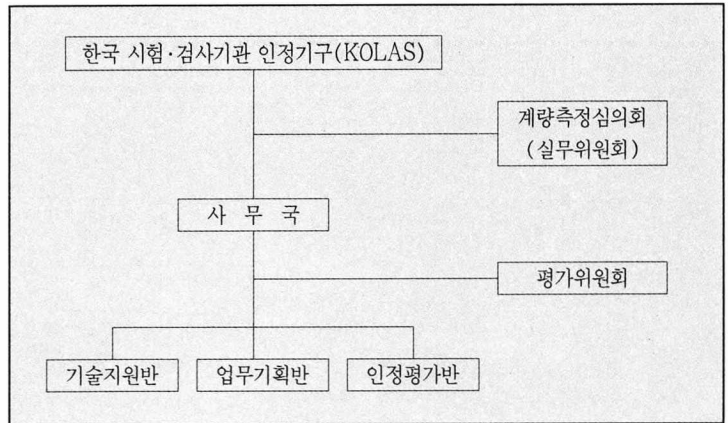 한국 시험·검사기관 인정기구(KOLAS)
계량측정심의회
(실무위원회)
사 무 국
평가위원회
기술지원반 업무기획반 인정평가반